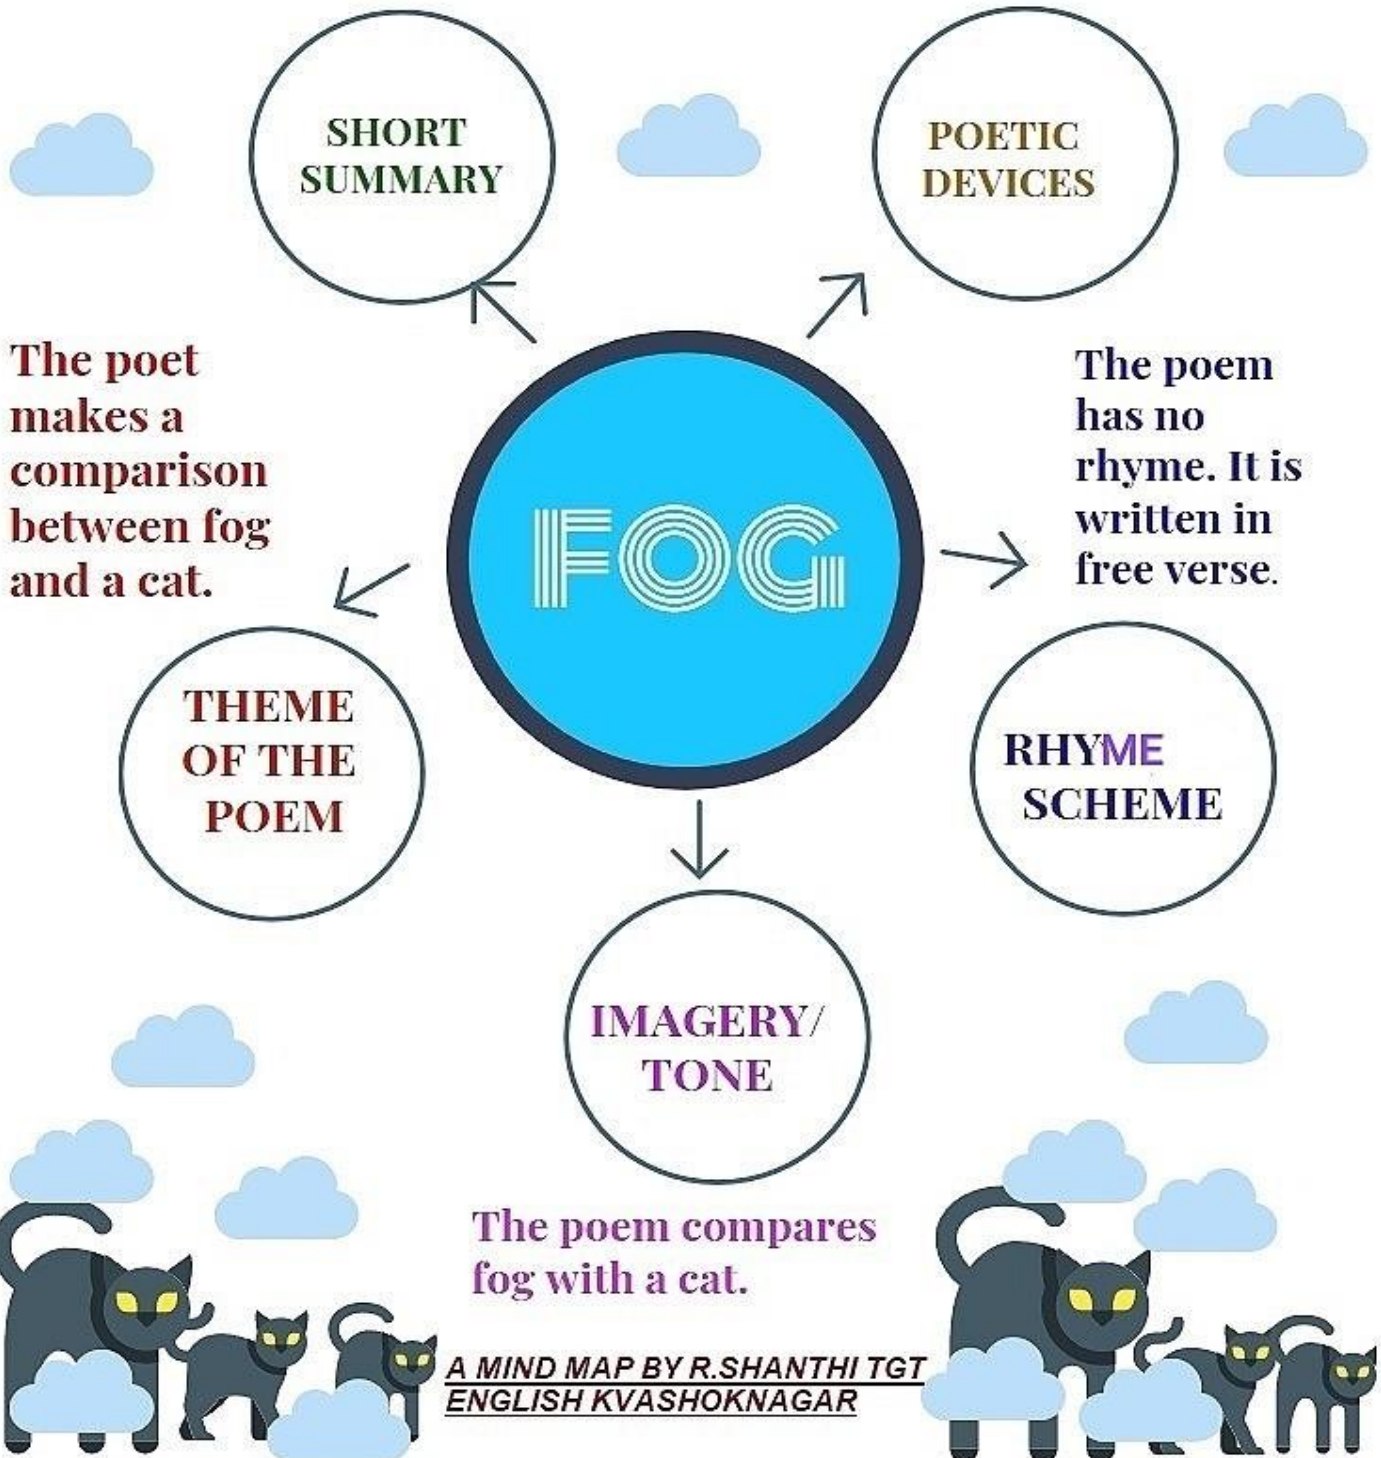 SHORT
SUMMARY
POETIC
DEVICES
The poet
makes a
comparison
between fog
and a cat.
FOG
The poem
has no
rhyme. It is
written in
free verse.
THEME
OF THE
POEM
RHYME
SCHEME
IMAGERY/
TONE
The poem compares
fog with a cat.
A MIND MAP BY R.SHANTHI TGT
ENGLISH KVASHOKNAGAR